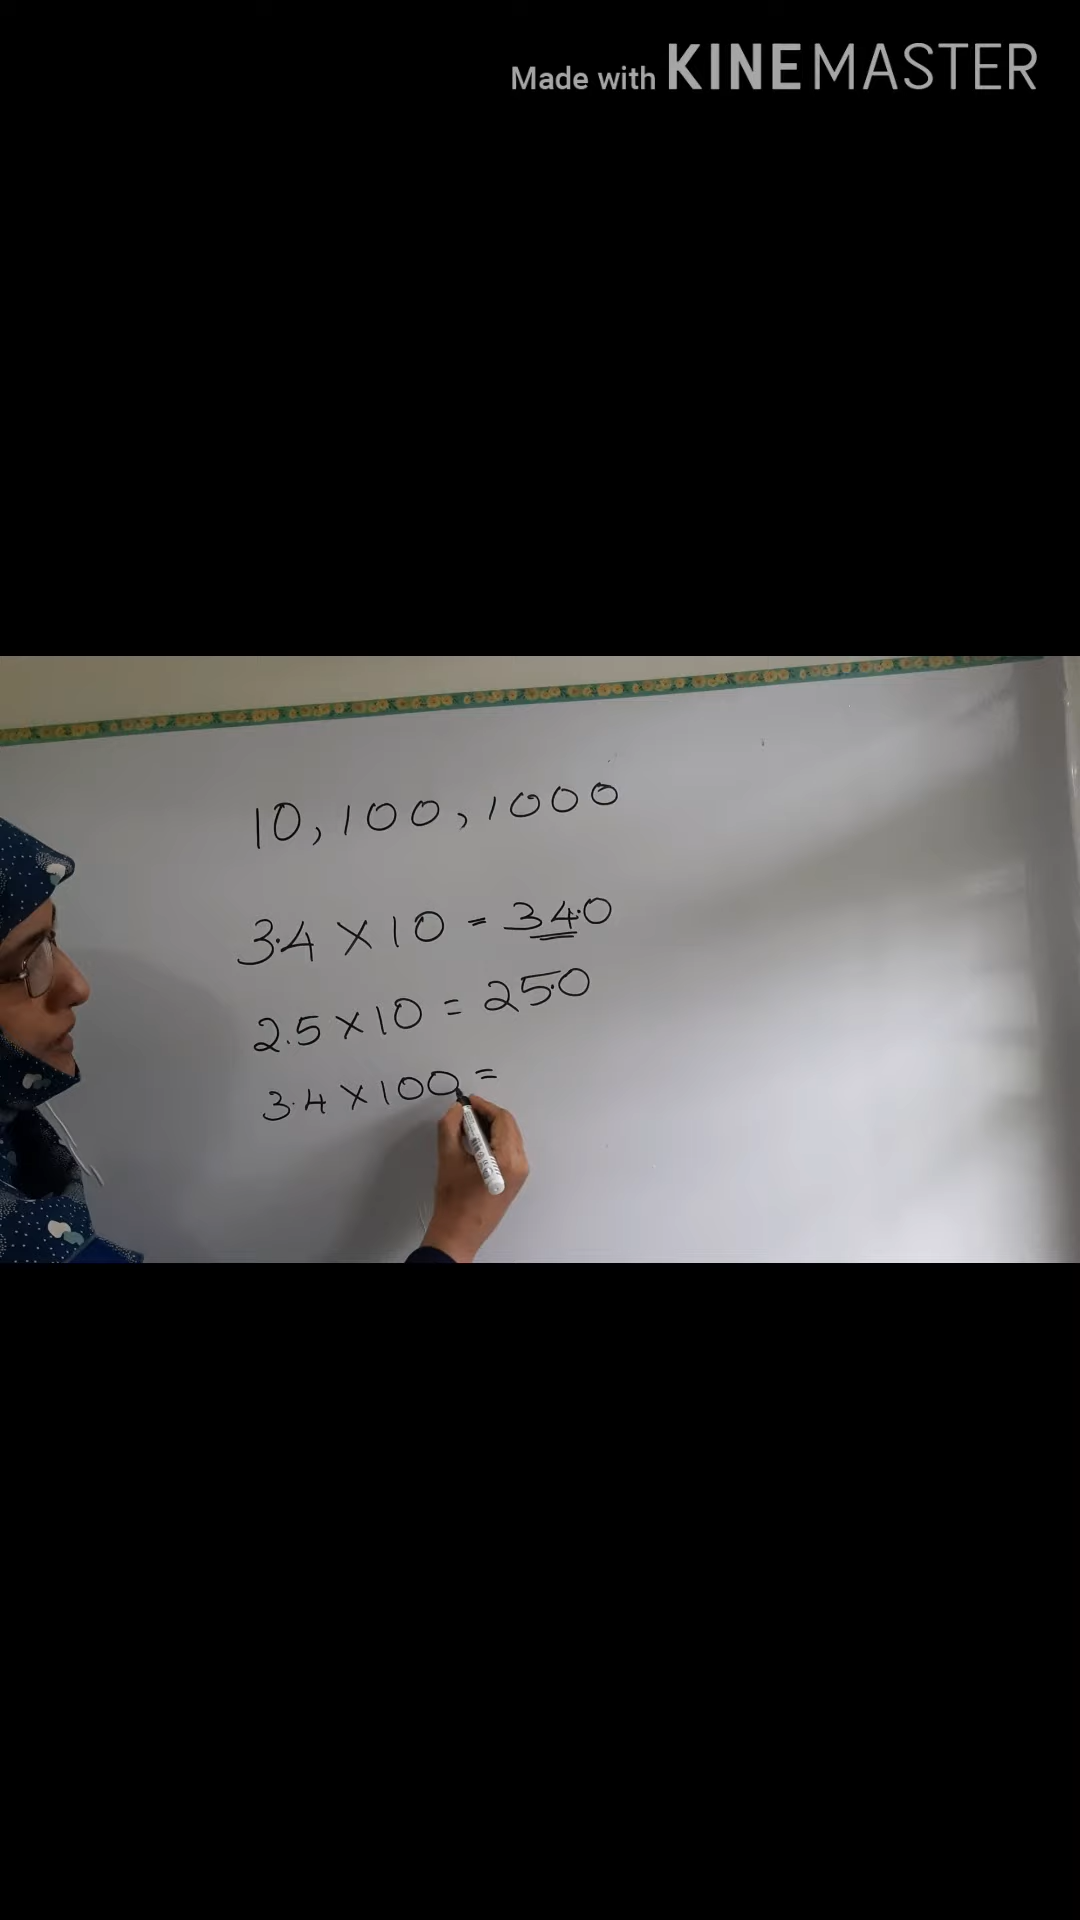 Made with KINEMASTER
10, 100, 1000
3.4 × 10 = 34.0
2.5 × 10 = 25.0
3.4 × 100 =